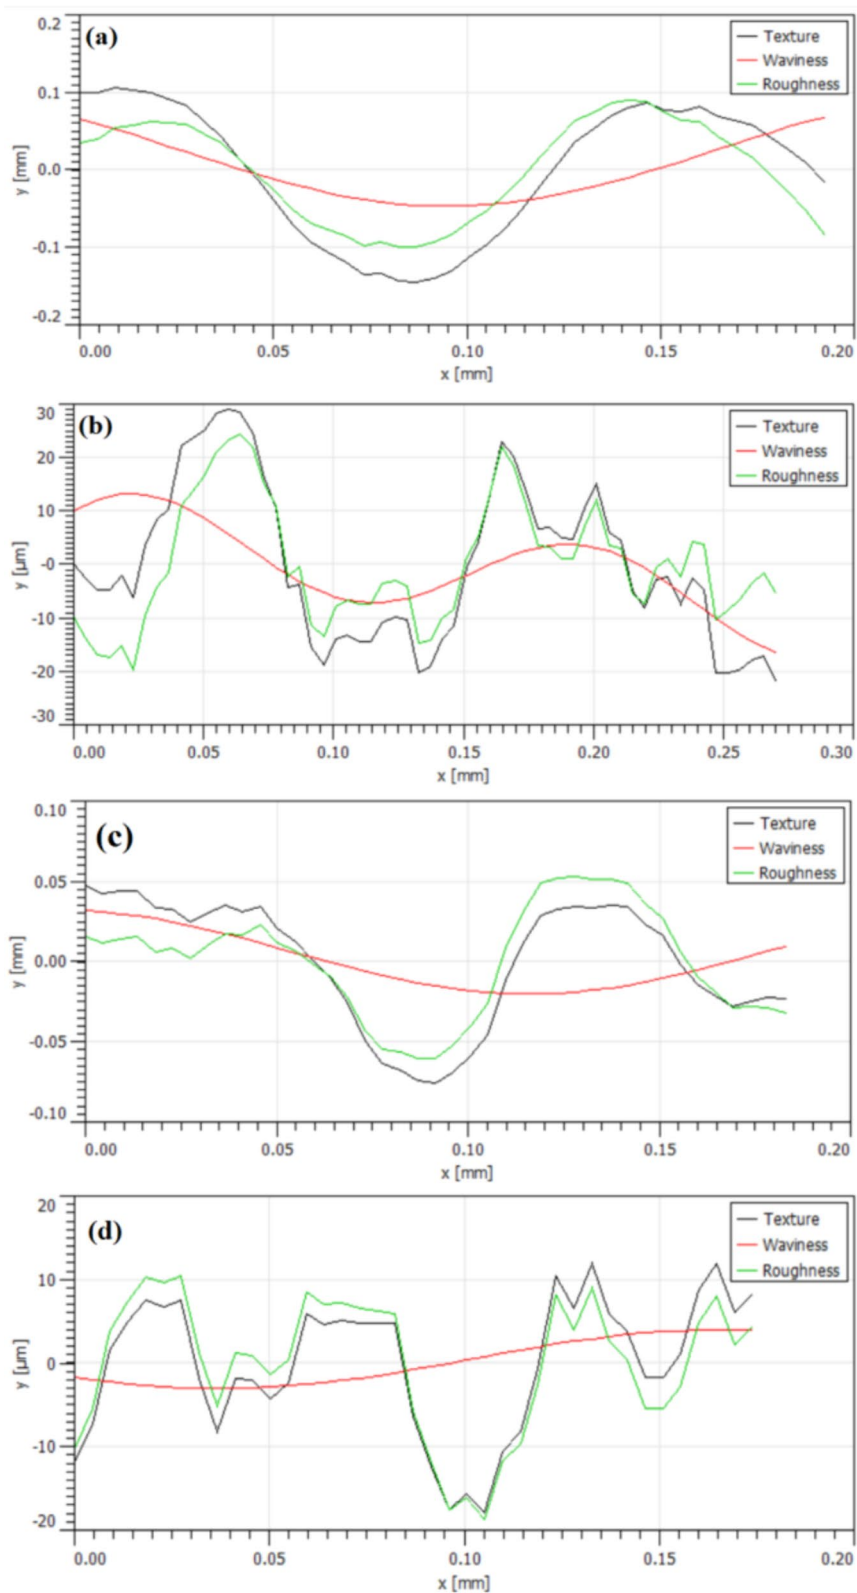 (a)
Texture
Waviness
Roughness
0.2
0.1
0.0
-0.1
-0.2
y [mm]
0.00 0.05 0.10 0.15 0.20
x [mm]
(b)
Texture
Waviness
Roughness
30
20
10
-0
-10
-20
-30
y [µm]
0.00 0.05 0.10 0.15 0.20 0.25 0.30
x [mm]
(c)
Texture
Waviness
Roughness
0.10
0.05
0.00
-0.05
-0.10
y [mm]
0.00 0.05 0.10 0.15 0.20
x [mm]
(d)
Texture
Waviness
Roughness
20
10
0
-10
-20
y [µm]
0.00 0.05 0.10 0.15 0.20
x [mm]